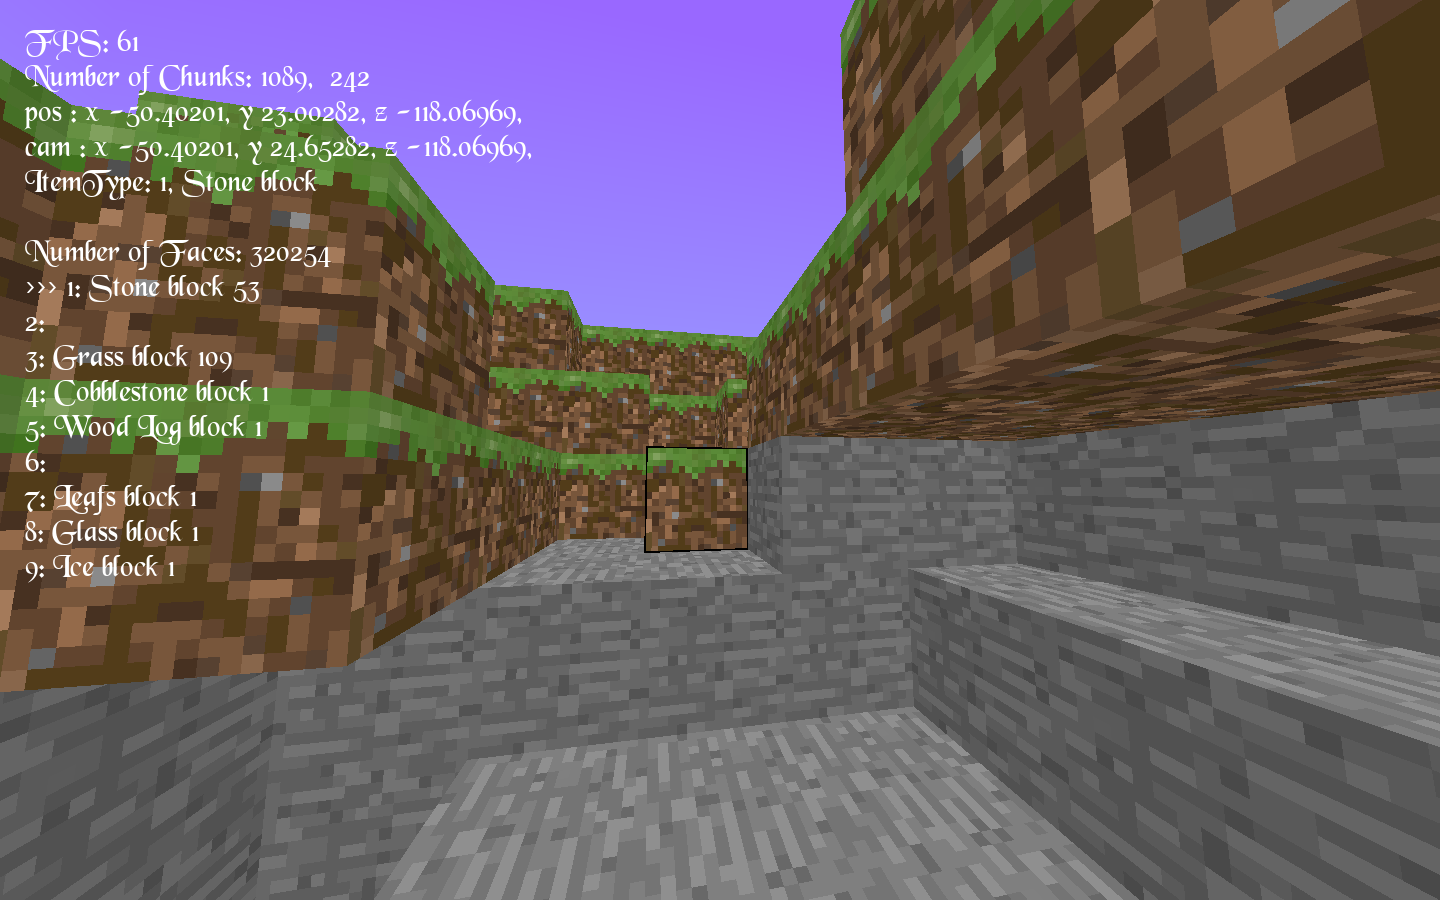 FPS: 61
Number of Chunks: 1089, 242
pos : x -50.40201, y 23.00282, z -118.06969,
cam : x -50.40201, y 24.65282, z -118.06969,
ItemType: 1, Stone block
Number of Faces: 320254
>>> 1: Stone block 53
2:
3: Grass block 109
4: Cobblestone block 1
5: Wood Log block 1
6:
7: Leafs block 1
8: Glass block 1
9: Ice block 1